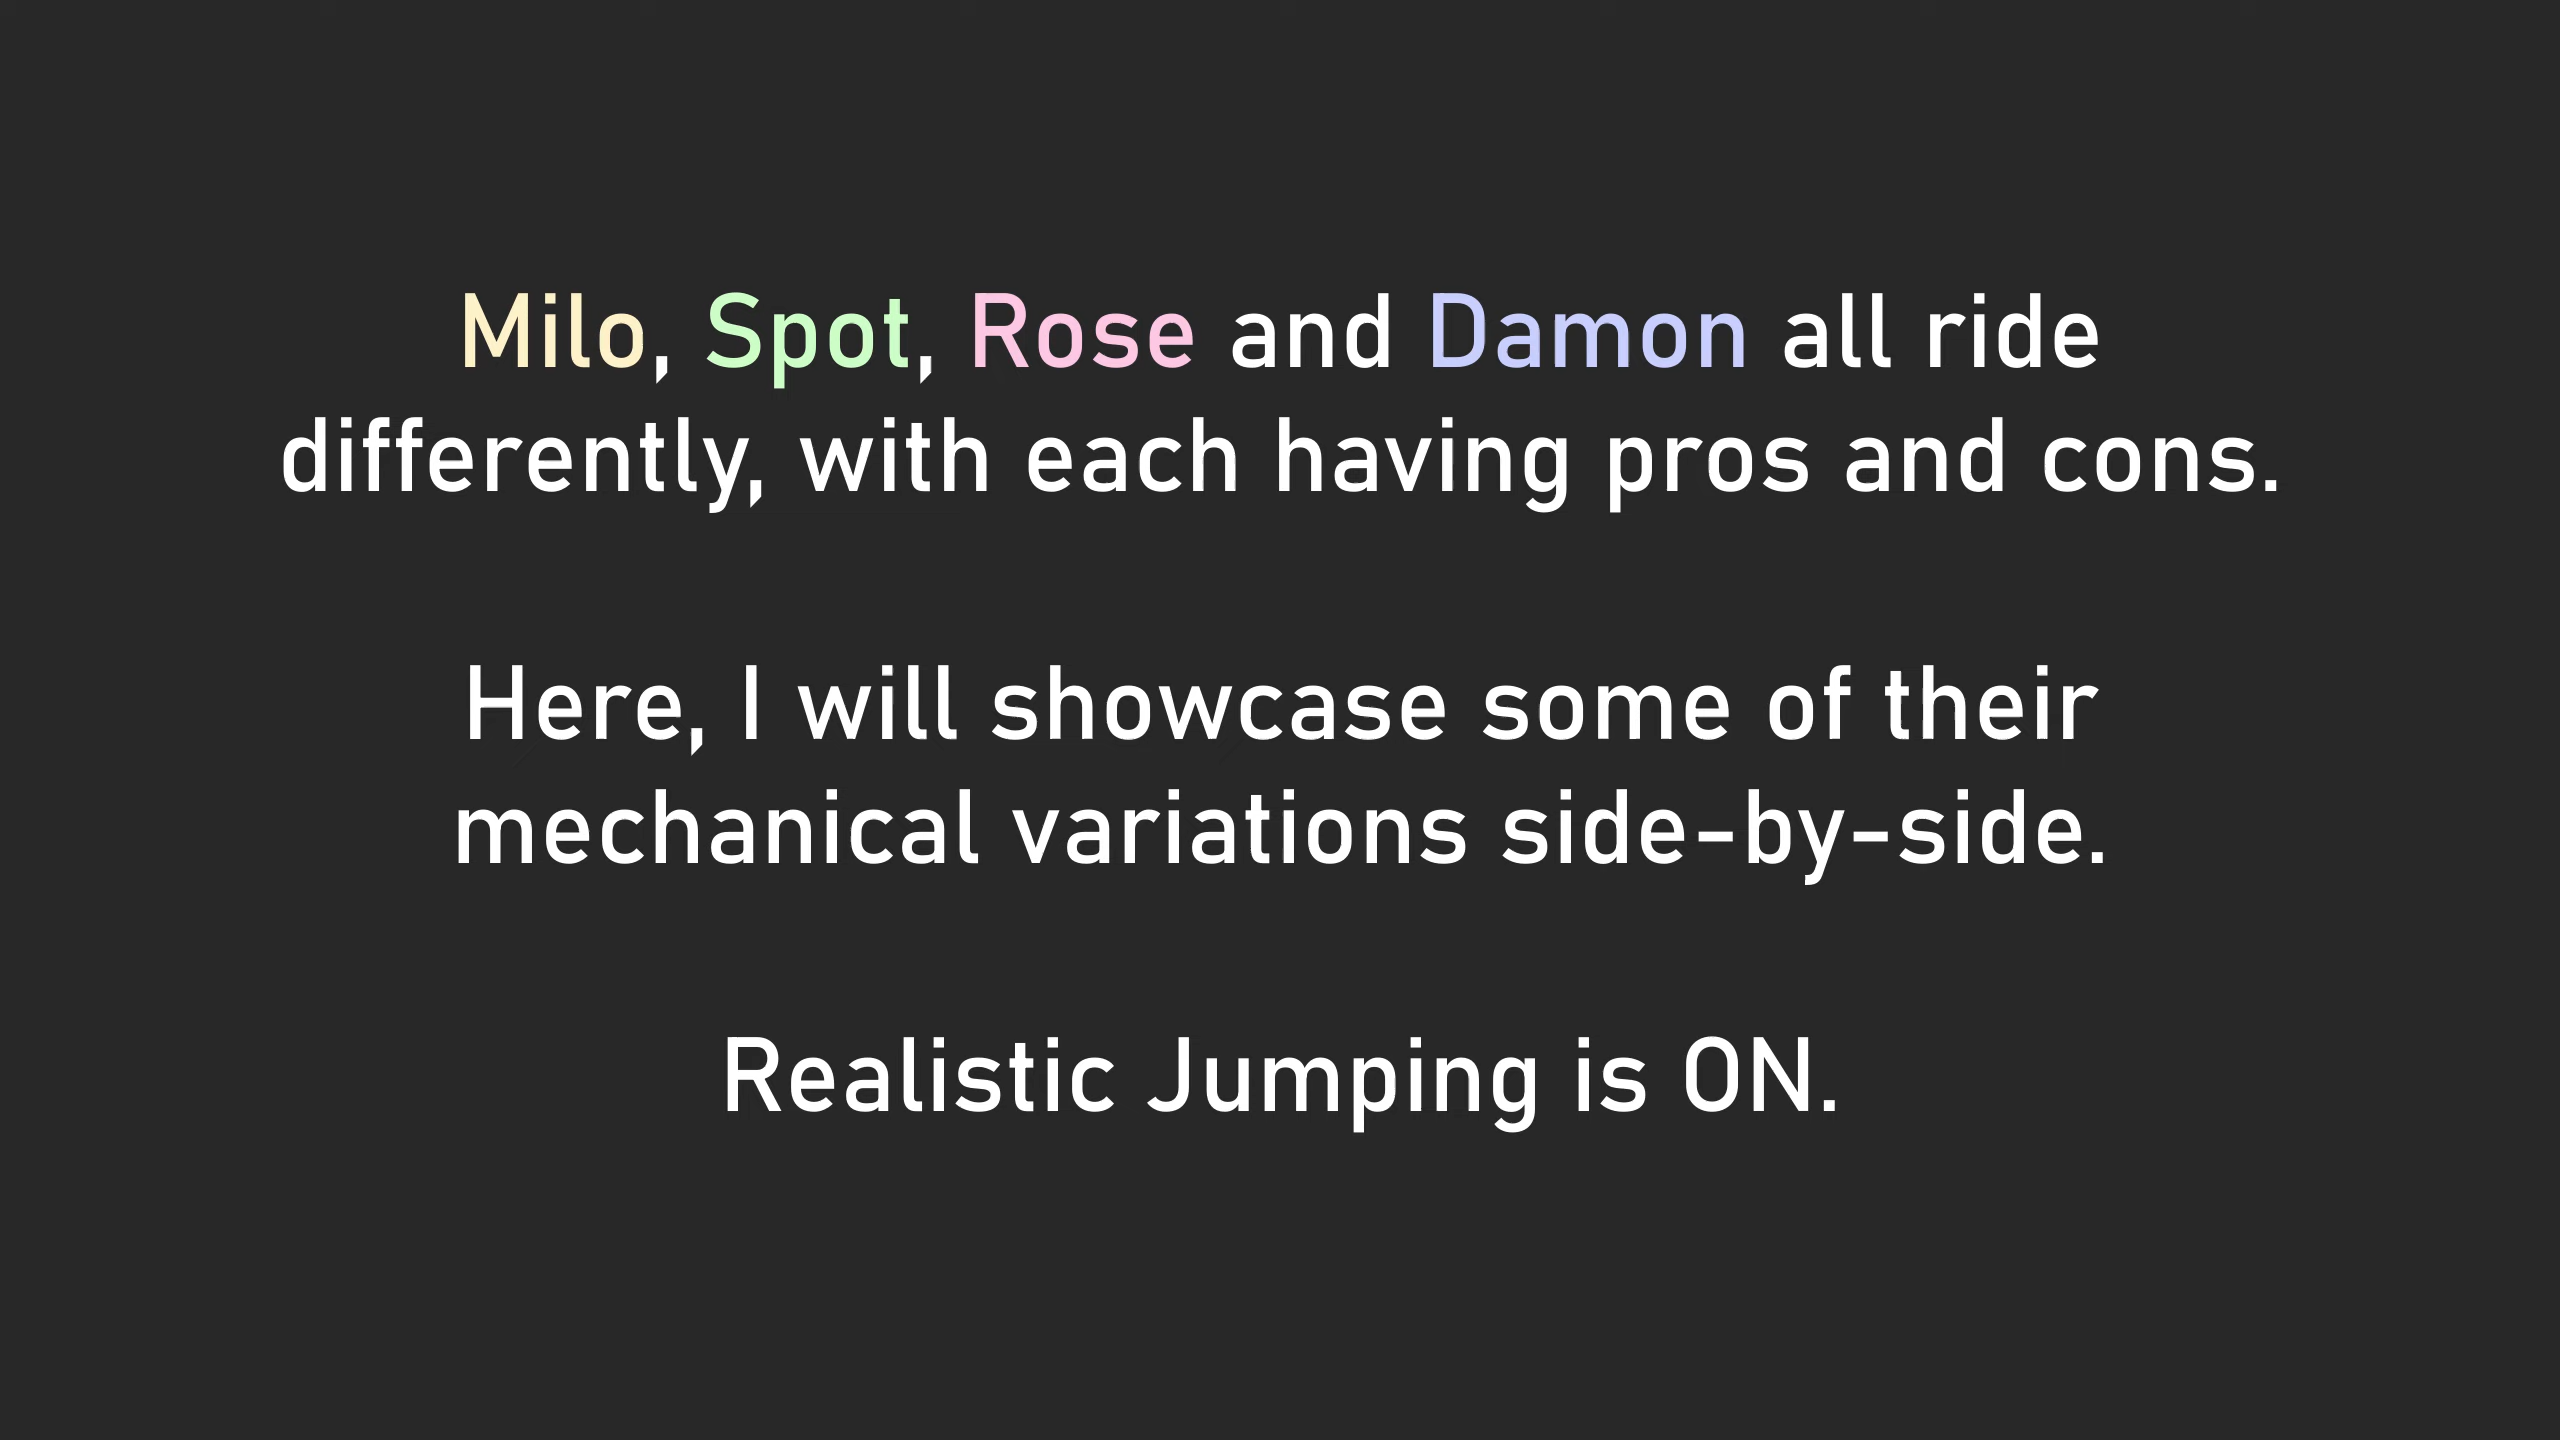 Milo, Spot, Rose and Damon all ride
differently, with each having pros and cons.
Here, I will showcase some of their
mechanical variations side-by-side.
Realistic Jumping is ON.